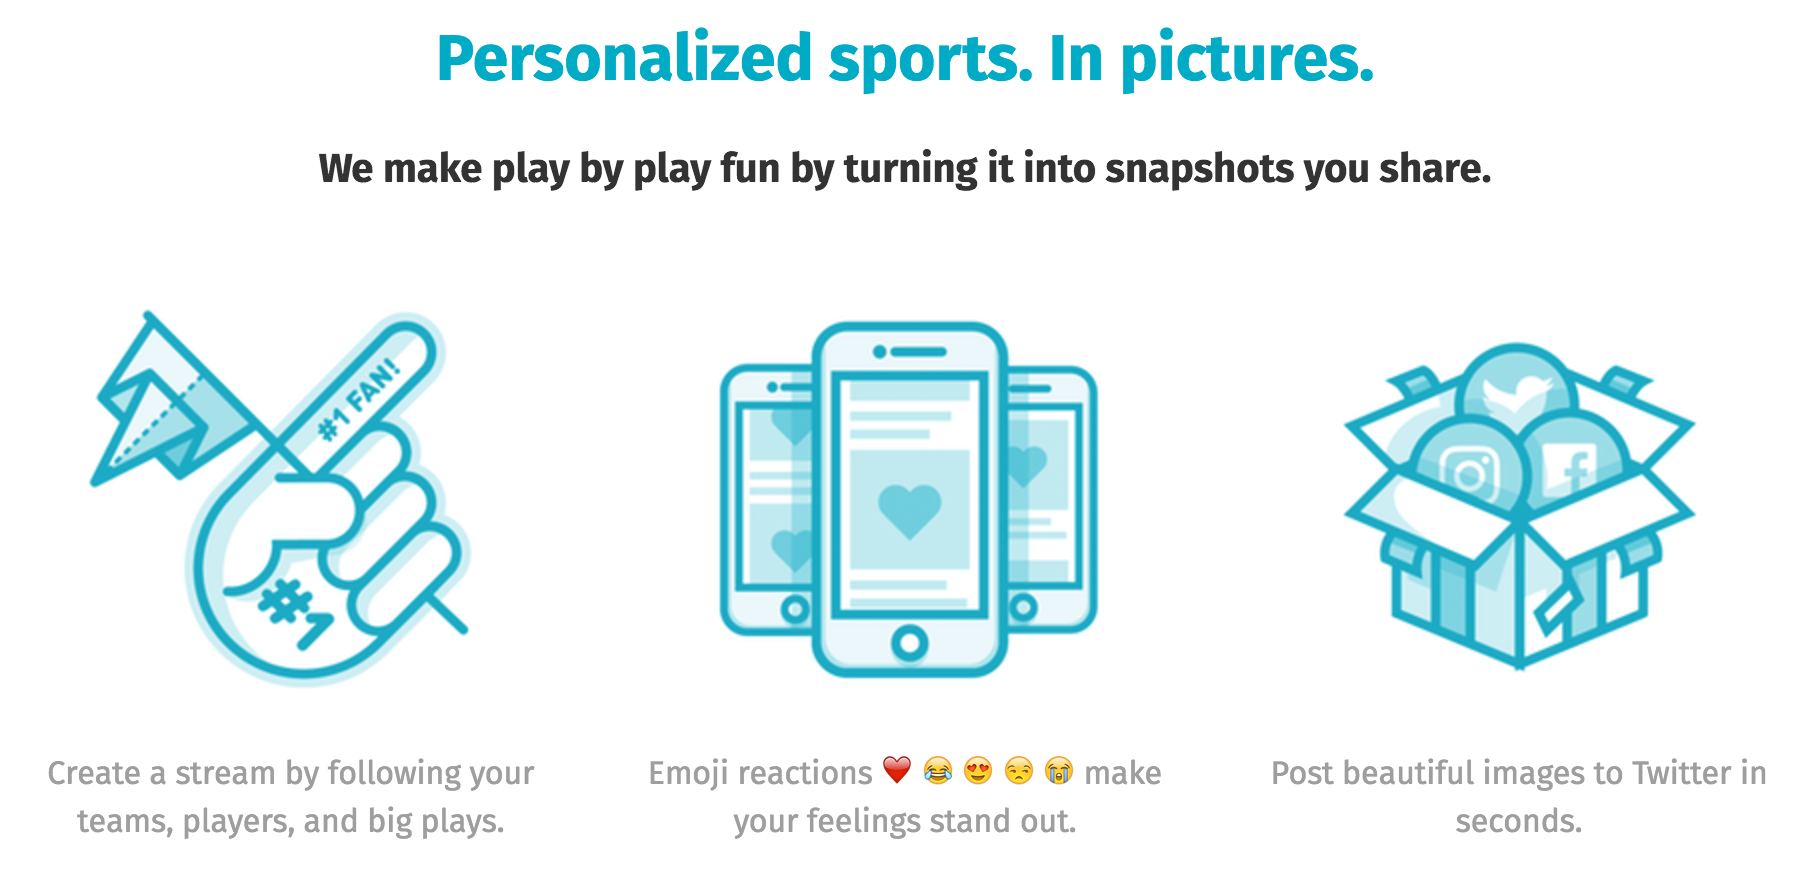 Personalized sports. In pictures.
We make play by play fun by turning it into snapshots you share.
#1 FAN!
#1
Create a stream by following your
teams, players, and big plays.
Emoji reactions ❤️ 😂 😍 😒 😭 make
your feelings stand out.
Post beautiful images to Twitter in
seconds.